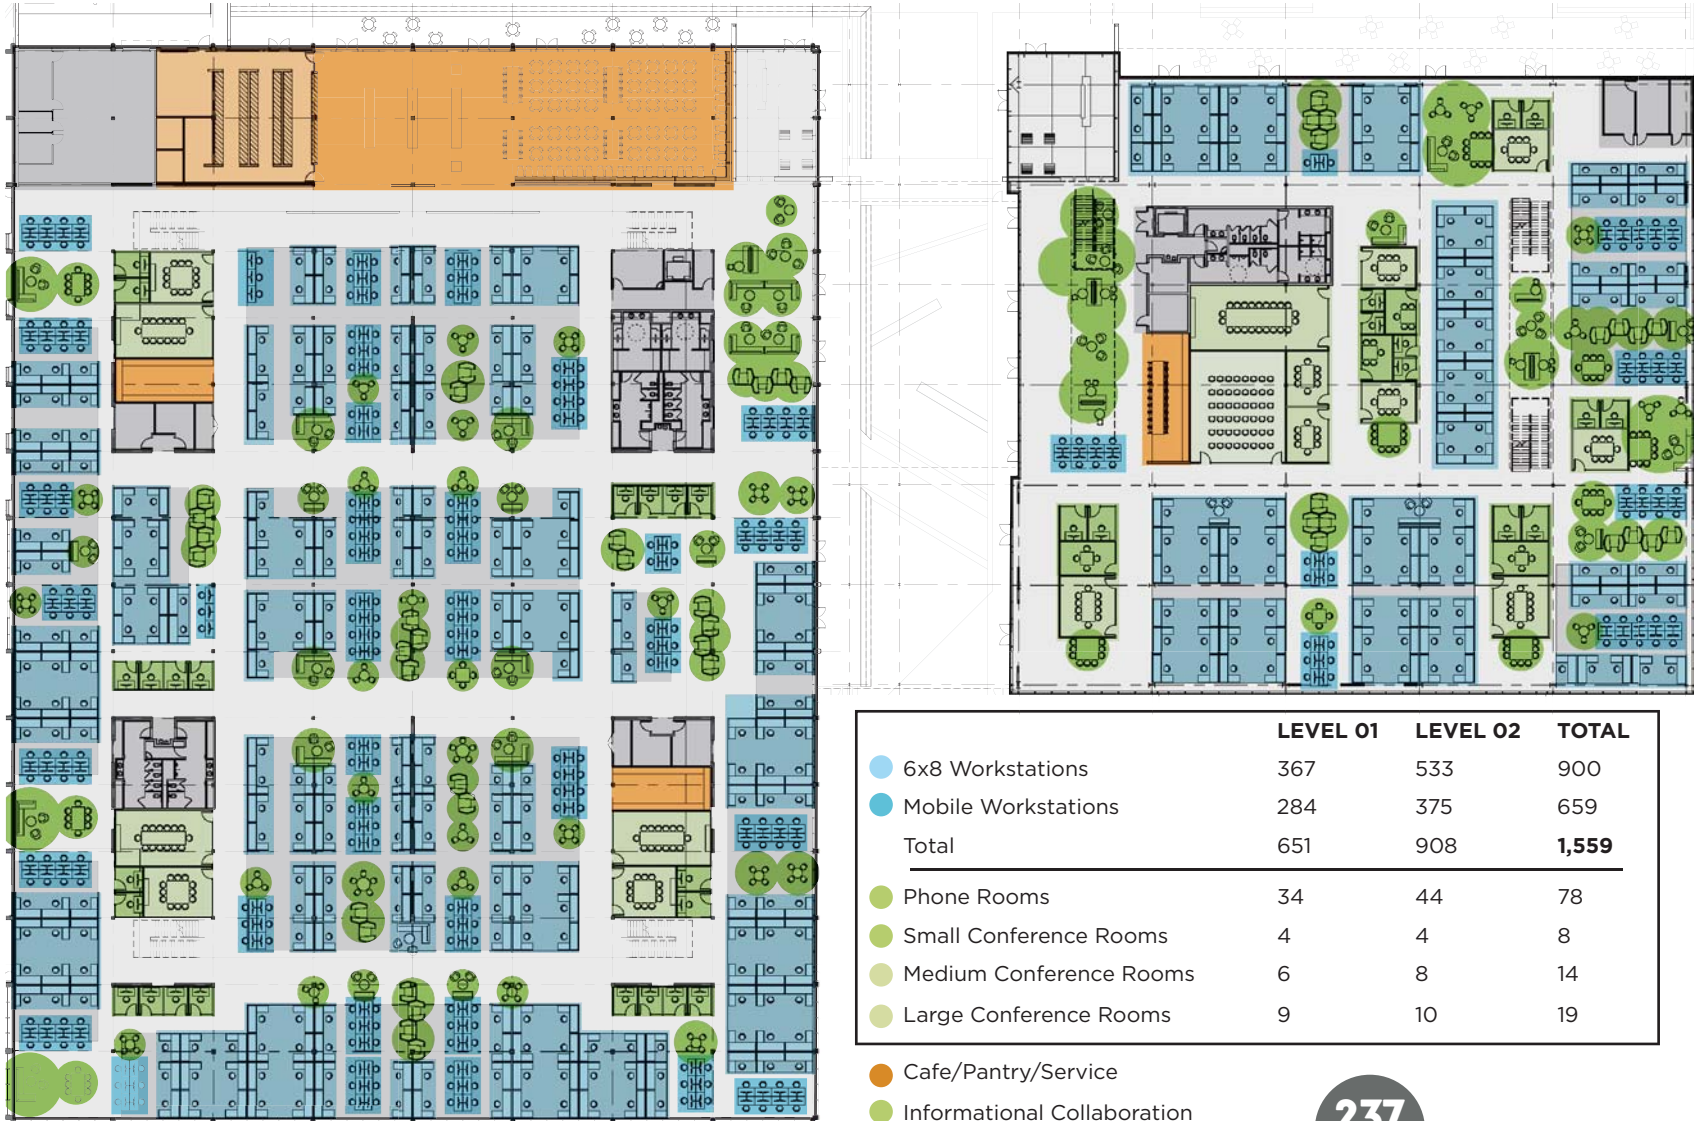 LEVEL 01 LEVEL 02 TOTAL
6x8 Workstations 367 533 900
Mobile Workstations 284 375 659
Total 651 908 1,559
Phone Rooms 34 44 78
Small Conference Rooms 4 4 8
Medium Conference Rooms 6 8 14
Large Conference Rooms 9 10 19
Cafe/Pantry/Service
Informational Collaboration
237